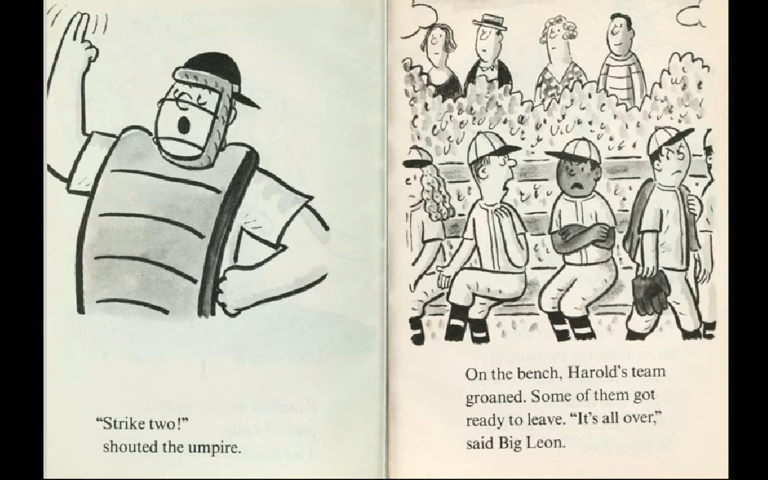 "Strike two!"
shouted the umpire.
On the bench, Harold's team
groaned. Some of them got
ready to leave. "It's all over,"
said Big Leon.